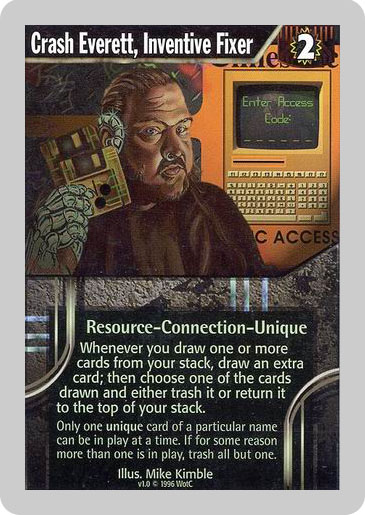 Crash Everett, Inventive Fixer
2
Enter Access
Code:
C ACCESS
Resource-Connection-Unique
Whenever you draw one or more
cards from your stack, draw an extra
card; then choose one of the cards
drawn and either trash it or return it
to the top of your stack.
Only one unique card of a particular name
can be in play at a time. If for some reason
more than one is in play, trash all but one.
Illus. Mike Kimble
v1.0 © 1996 WotC